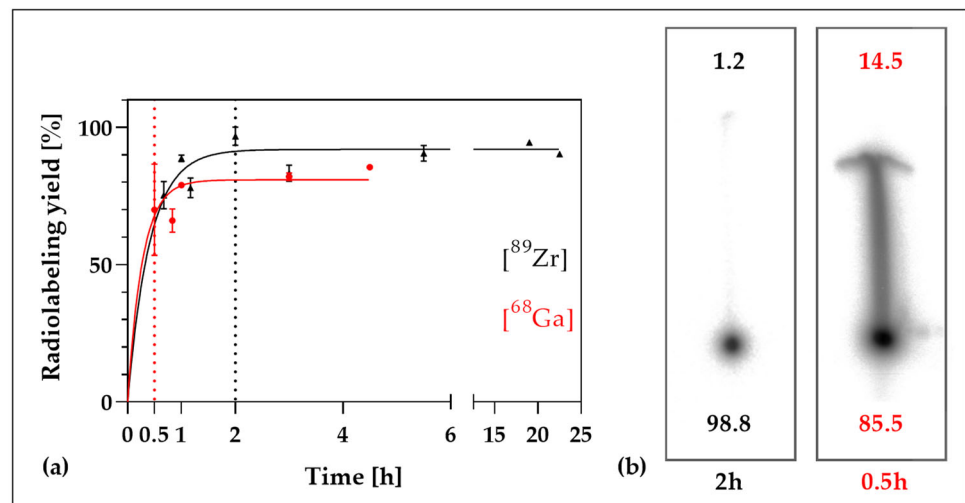 Radiolabeling yield [%]
100
50
0
0 0.5 1 2 4 6 15 20 25
Time [h]
[⁸⁹Zr]
[⁶⁸Ga]
(a)
1.2
98.8
2h
14.5
85.5
0.5h
(b)